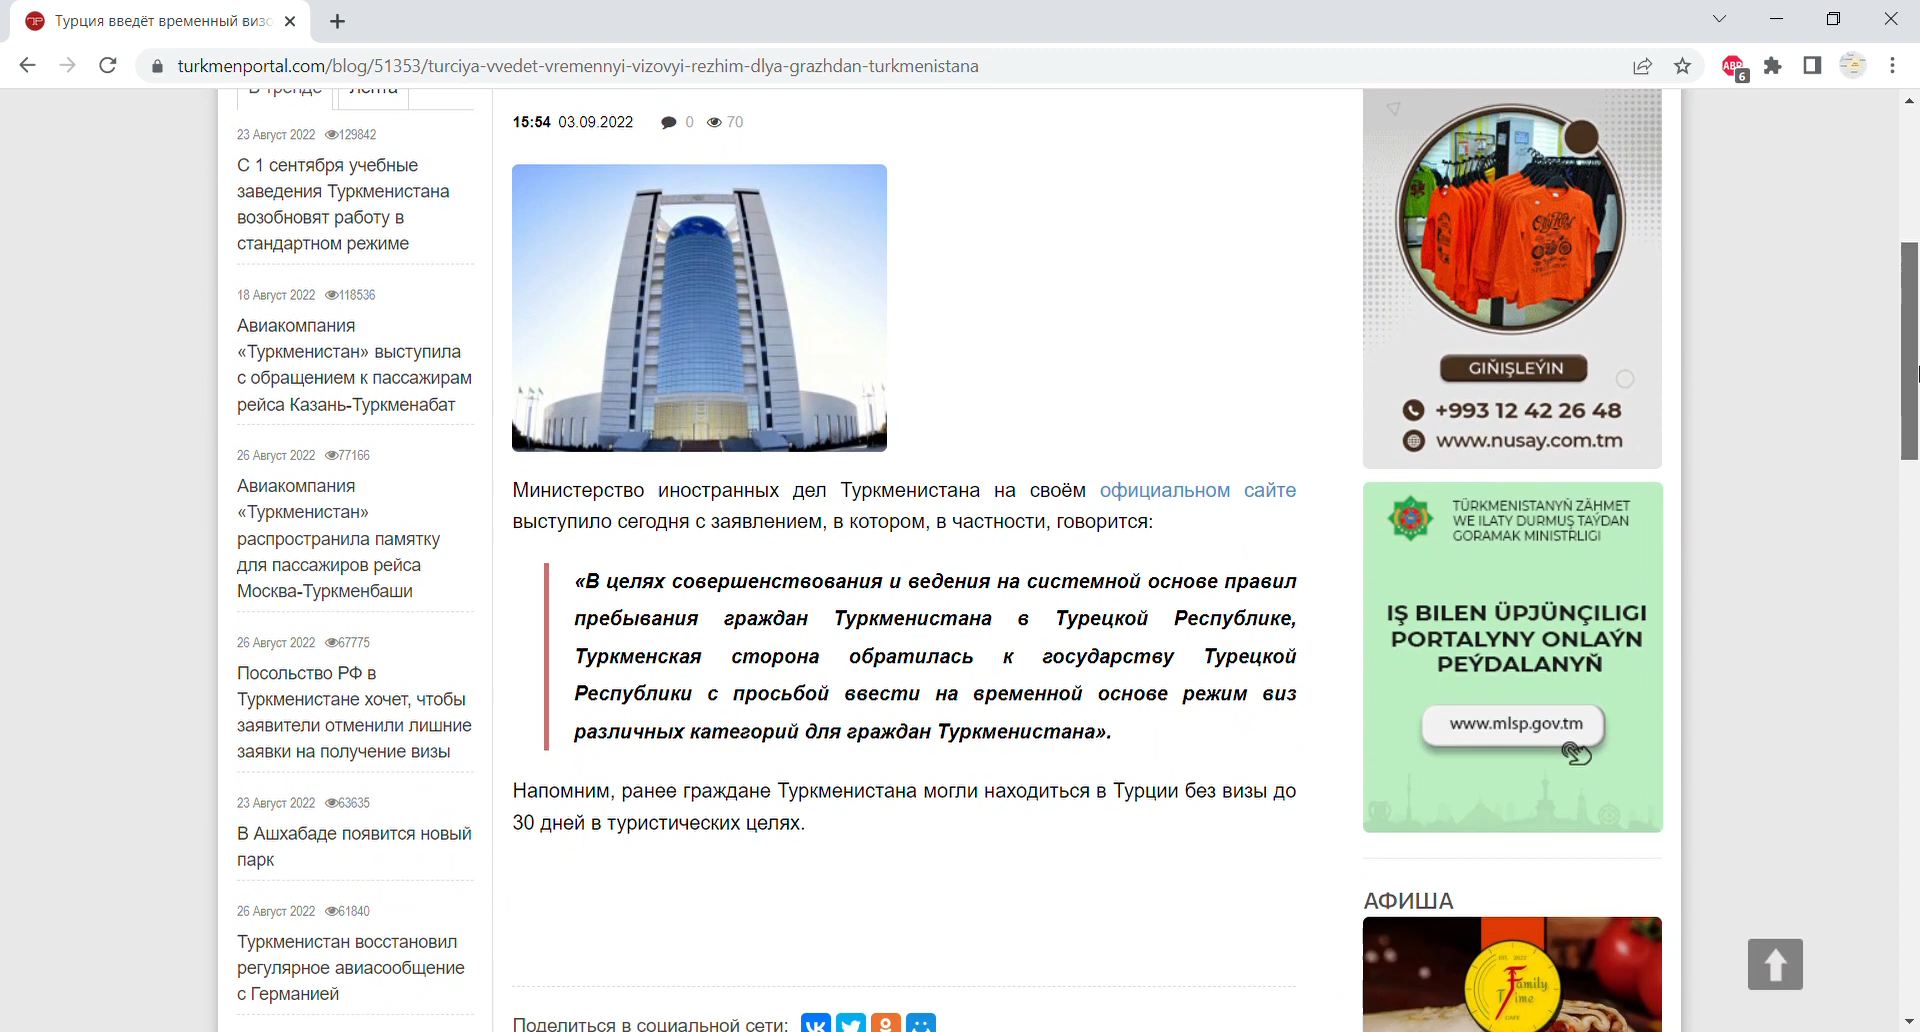 Турция введёт временный визо
turkmenportal.com/blog/51353/turciya-vvedet-vremennyi-vizovyi-rezhim-dlya-grazhdan-turkmenistana
ABP
6
В тренде
Лента
23 Август 2022 129842
С 1 сентября учебные
заведения Туркменистана
возобновят работу в
стандартном режиме
18 Август 2022 118536
Авиакомпания
«Туркменистан» выступила
с обращением к пассажирам
рейса Казань-Туркменабат
26 Август 2022 77166
Авиакомпания
«Туркменистан»
распространила памятку
для пассажиров рейса
Москва-Туркменбаши
26 Август 2022 67775
Посольство РФ в
Туркменистане хочет, чтобы
заявители отменили лишние
заявки на получение визы
23 Август 2022 63635
В Ашхабаде появится новый
парк
26 Август 2022 61840
Туркменистан восстановил
регулярное авиасообщение
с Германией
15:54 03.09.2022 0 70
Министерство иностранных дел Туркменистана на своём официальном сайте
выступило сегодня с заявлением, в котором, в частности, говорится:
«В целях совершенствования и ведения на системной основе правил
пребывания граждан Туркменистана в Турецкой Республике,
Туркменская сторона обратилась к государству Турецкой
Республики с просьбой ввести на временной основе режим виз
различных категорий для граждан Туркменистана».
Напомним, ранее граждане Туркменистана могли находиться в Турции без визы до
30 дней в туристических целях.
Поделиться в социальной сети:
GIŇIŞLEÝIN
+993 12 42 26 48
www.nusay.com.tm
TÜRKMENISTANYŇ ZÄHMET
WE ILATY DURMUŞ TAÝDAN
GORAMAK MINISTRLIGI
IŞ BILEN ÜPJÜNÇILIGI
PORTALYNY ONLAÝN
PEÝDALANYŇ
www.mlsp.gov.tm
АФИША
Family
Time
CAFE